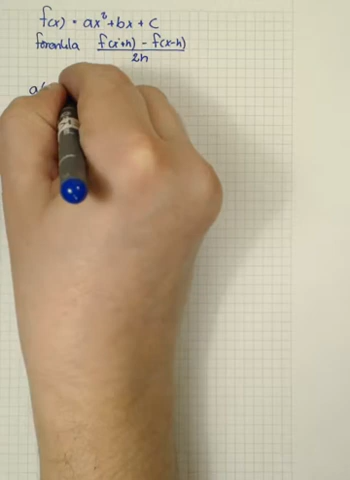 f(x) = ax² + bx + c
formula f(x+h) - f(x-h) / 2h
a(